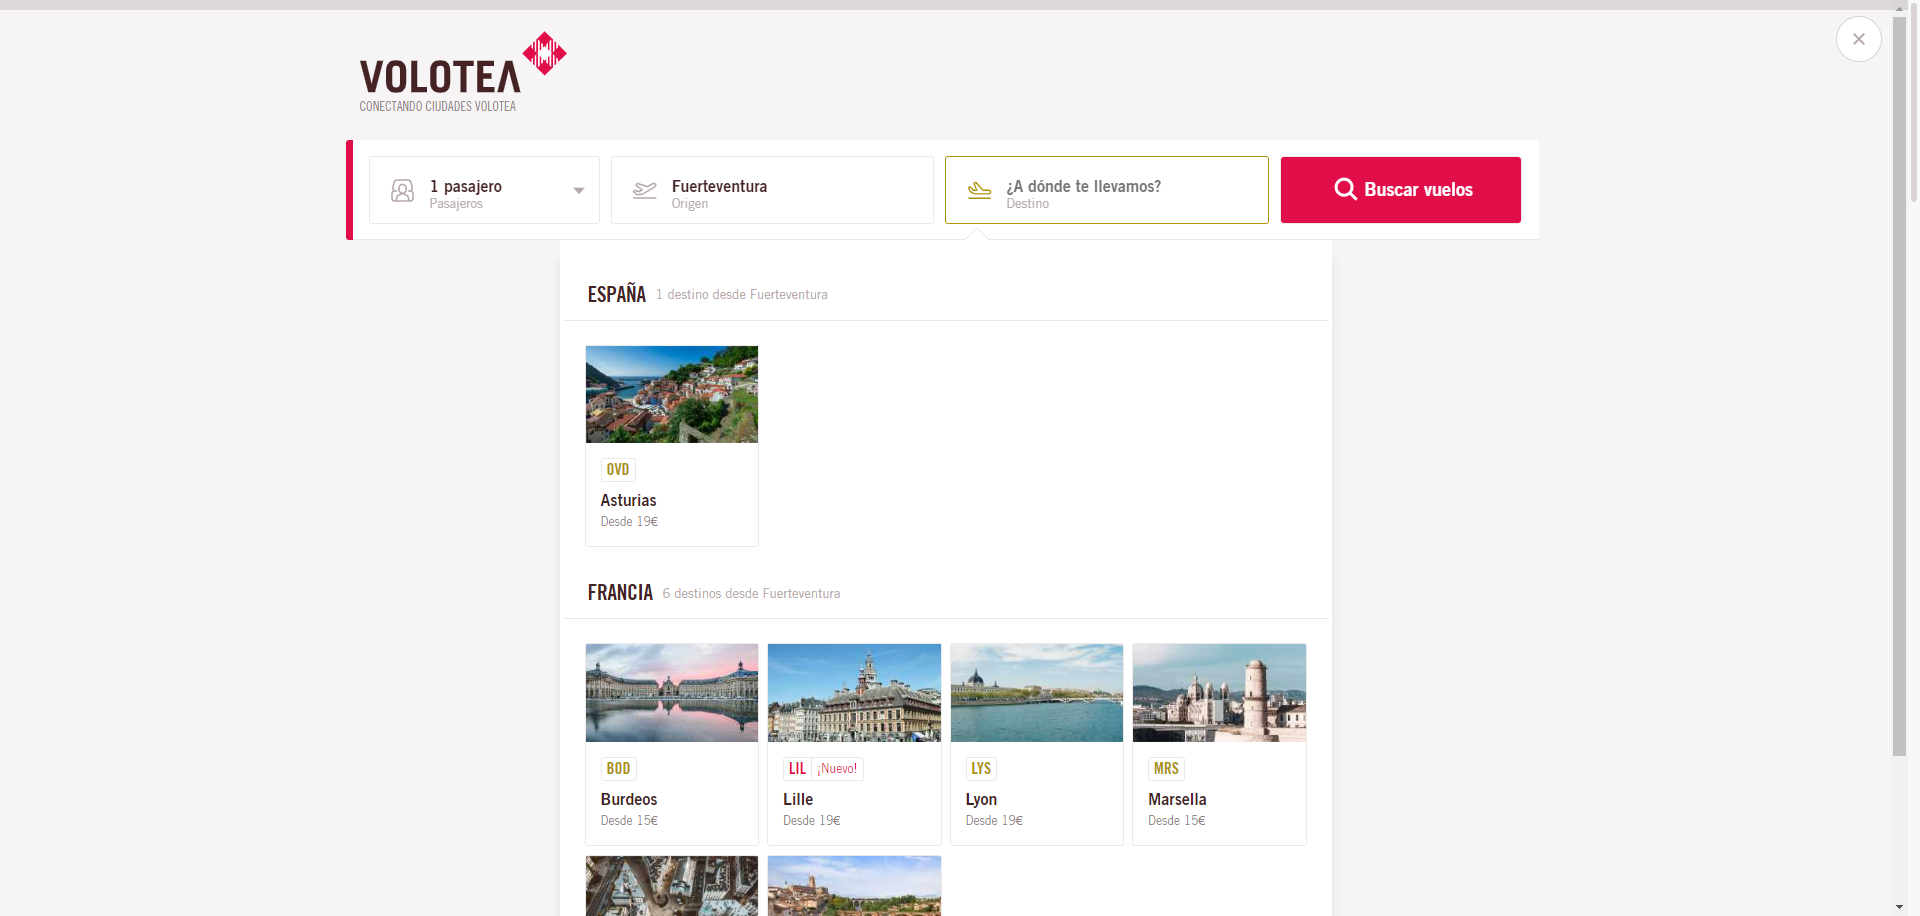 VOLOTEA
CONECTANDO CIUDADES VOLOTEA
1 pasajero
Pasajeros
Fuerteventura
Origen
¿A dónde te llevamos?
Destino
Buscar vuelos
ESPAÑA 1 destino desde Fuerteventura
OVD
Asturias
Desde 19€
FRANCIA 6 destinos desde Fuerteventura
BOD
Burdeos
Desde 15€
LIL ¡Nuevo!
Lille
Desde 19€
LYS
Lyon
Desde 19€
MRS
Marsella
Desde 15€